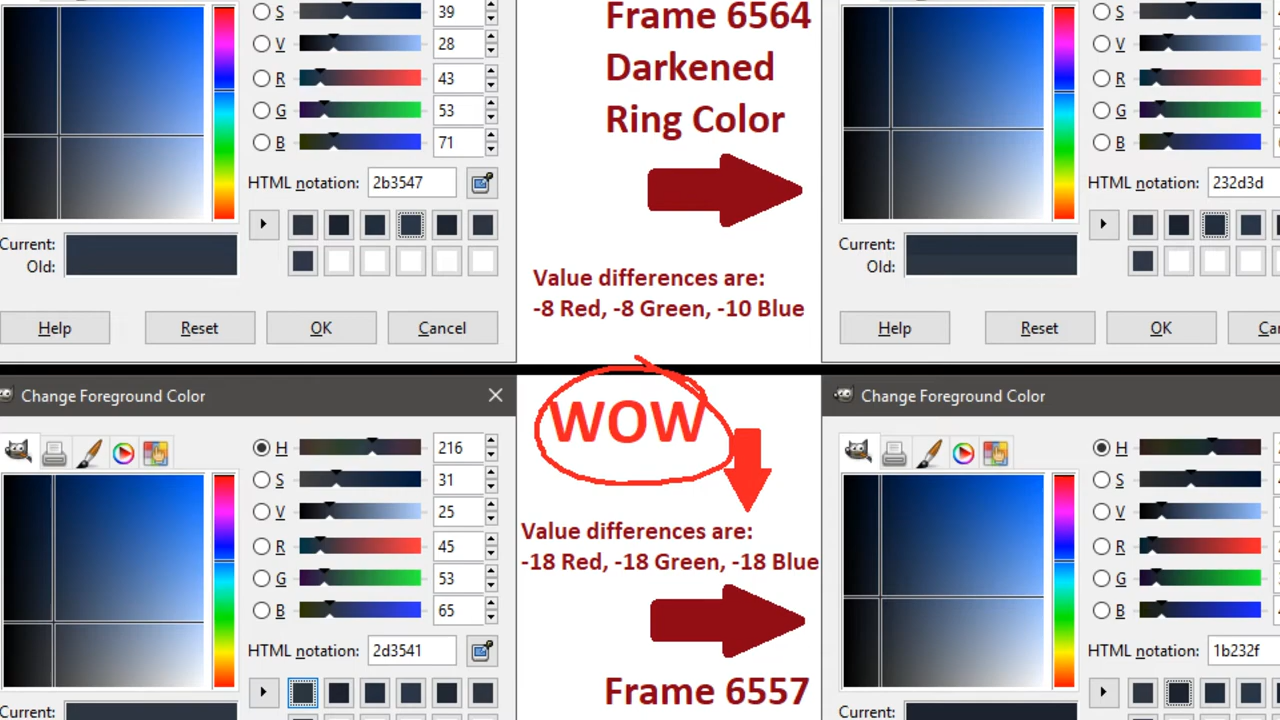 S 39
Frame 6564
S
V 28
Darkened
V
R 43
R
G 53
Ring Color
G
B 71
B
HTML notation: 2b3547
HTML notation: 232d3d
Current:
Current:
Old:
Old:
Value differences are:
-8 Red, -8 Green, -10 Blue
Help Reset OK Cancel
Help Reset OK Ca
Change Foreground Color
WOW
Change Foreground Color
H 216
H
S 31
S
V 25
V
Value differences are:
-18 Red, -18 Green, -18 Blue
R 45
R
G 53
G
B 65
B
HTML notation: 2d3541
HTML notation: 1b232f
Frame 6557
Current:
Current: